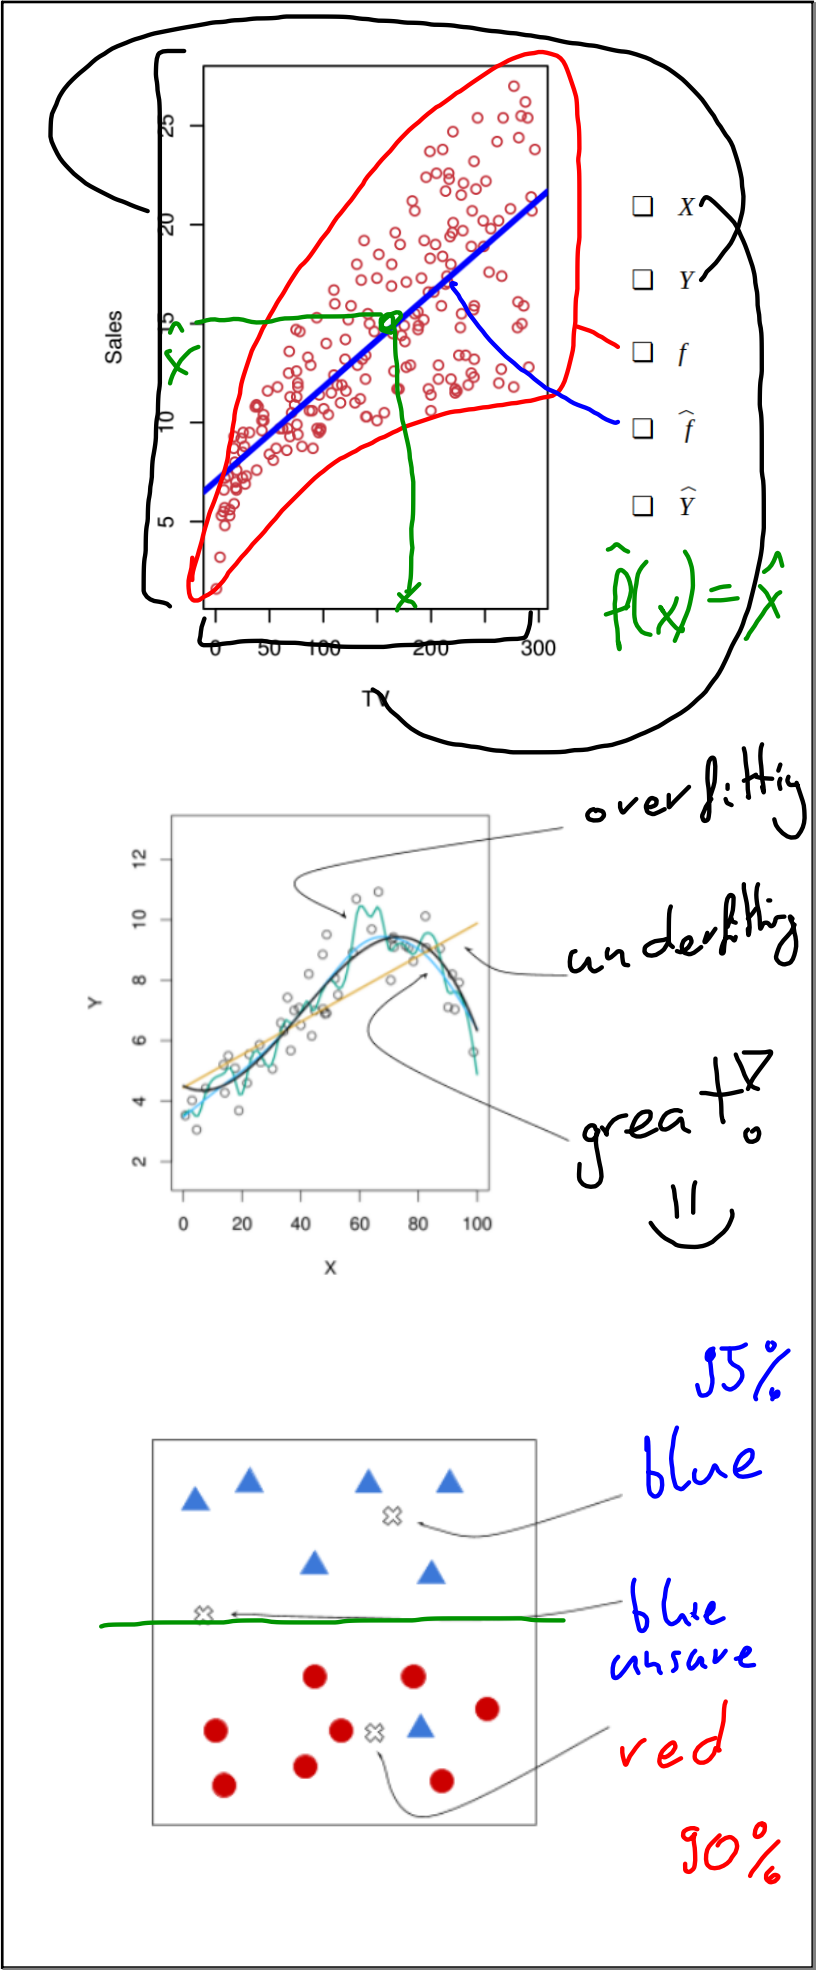 25
20
15
10
5
Sales
0 50 100 200 300
TV
❑ X
❑ Y
❑ f
❑ f̂
❑ Ŷ
x̂
x
f̂(x) = x̂
overfittig
underfitting
great!
12
10
8
6
4
2
Y
0 20 40 60 80 100
X
95%
blue
blue
unsure
red
90%